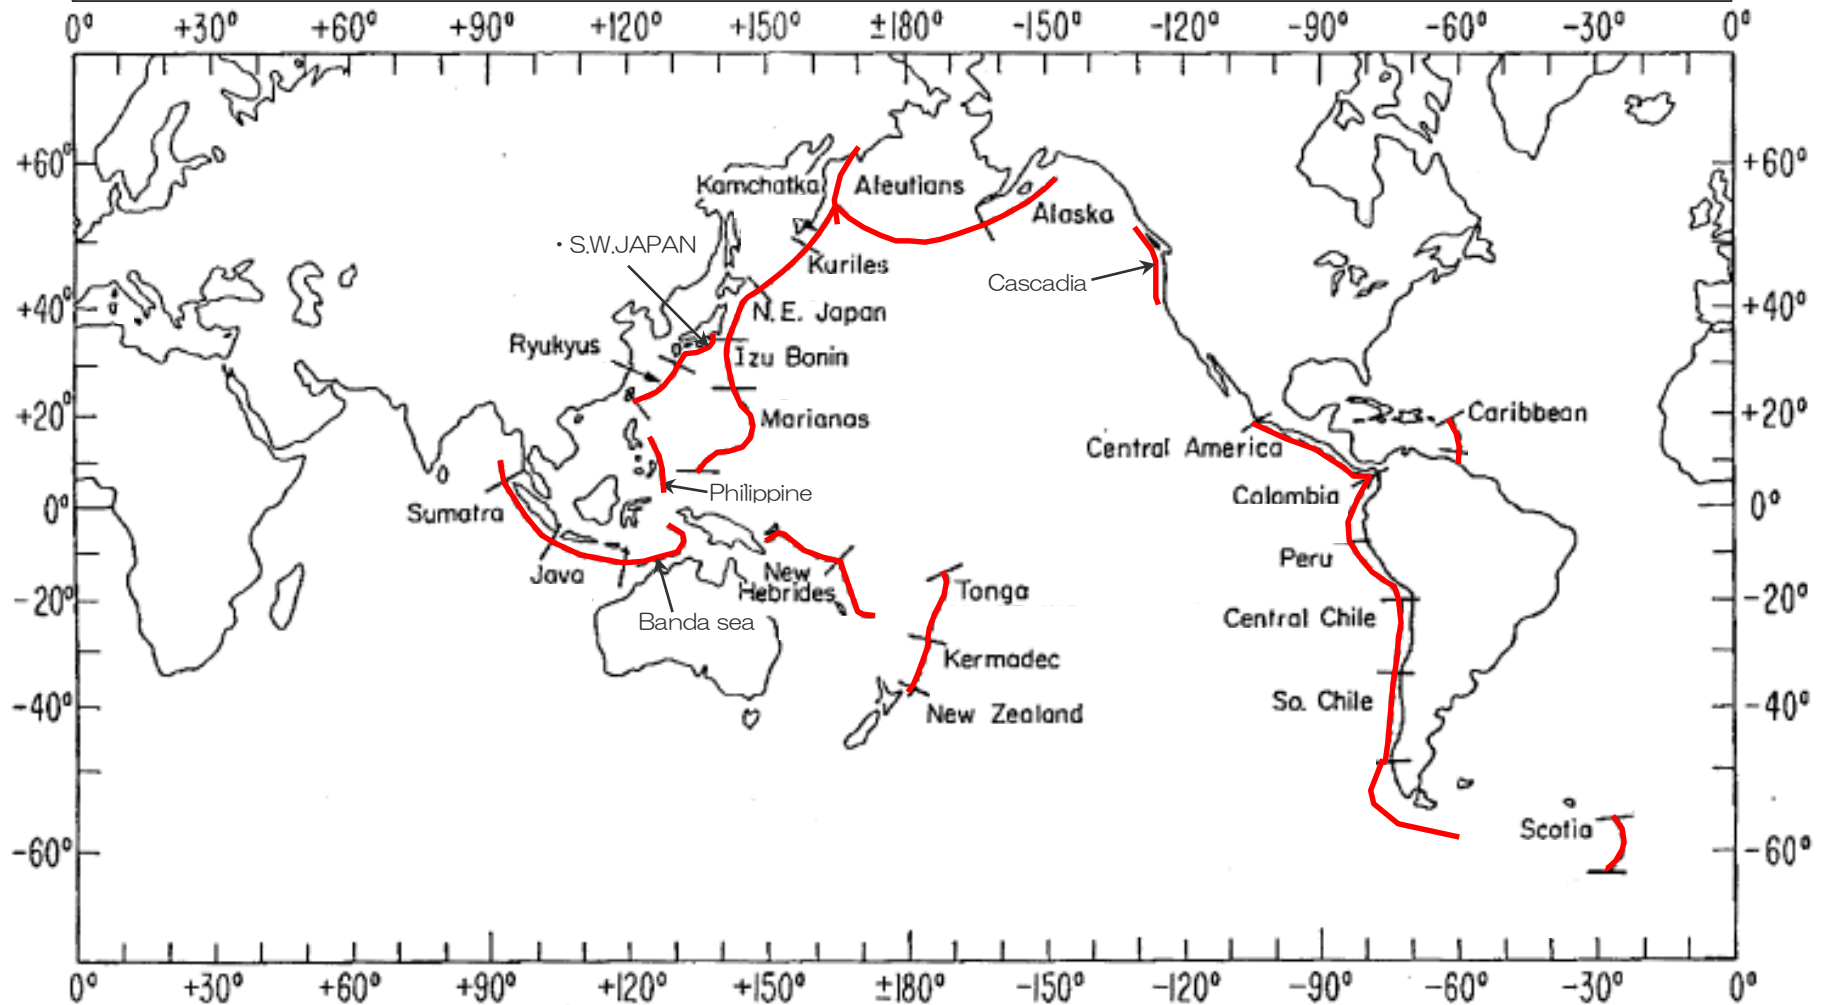 0° +30° +60° +90° +120° +150° ±180° -150° -120° -90° -60° -30° 0°
+60° Kamchatka Aleutians +60°
Alaska
· S.W.JAPAN
Kuriles
Cascadia
+40° N.E. Japan +40°
Ryukyus Izu Bonin
+20° Marianas Caribbean +20°
Central America
Philippine Colombia
0° Sumatra 0°
Peru
Java New
Hebrides Tonga
-20° -20°
Banda sea Central Chile
Kermadec
So. Chile
-40° New Zealand -40°
Scotia
-60° -60°
0° +30° +60° +90° +120° +150° ±180° -150° -120° -90° -60° -30° 0°